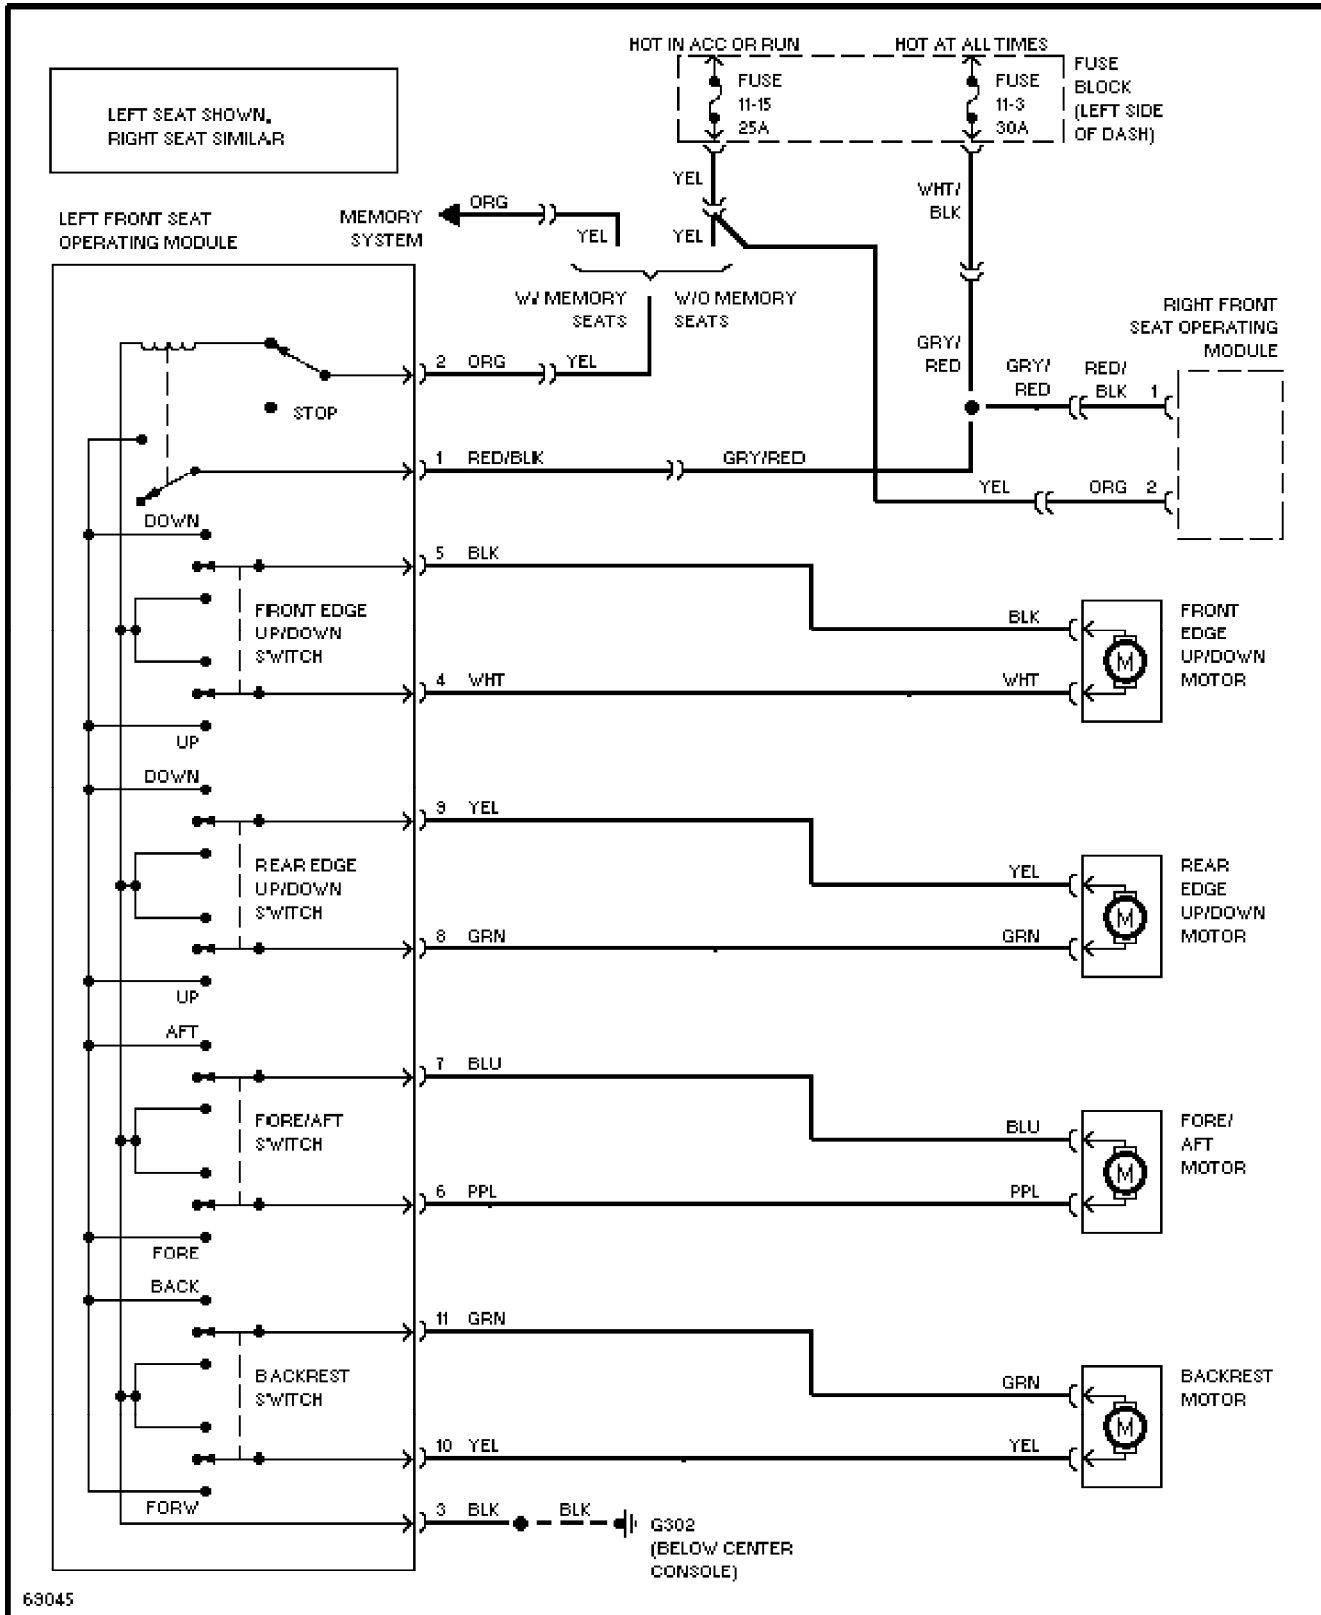 HOT IN ACC OR RUN
HOT AT ALL TIMES
FUSE
11-15
25A
FUSE
11-3
30A
FUSE
BLOCK
(LEFT SIDE
OF DASH)
LEFT SEAT SHOWN,
RIGHT SEAT SIMILAR
YEL
WHT/
BLK
LEFT FRONT SEAT
OPERATING MODULE
MEMORY
SYSTEM
ORG
YEL
YEL
W/ MEMORY
SEATS
W/O MEMORY
SEATS
RIGHT FRONT
SEAT OPERATING
MODULE
GRY/
RED
GRY/
RED
RED/
BLK
1
2
ORG
YEL
STOP
1
RED/BLK
GRY/RED
YEL
ORG
2
DOWN
5
BLK
FRONT EDGE
UP/DOWN
SWITCH
BLK
M
FRONT
EDGE
UP/DOWN
MOTOR
4
WHT
WHT
UP
DOWN
9
YEL
REAR EDGE
UP/DOWN
SWITCH
YEL
M
REAR
EDGE
UP/DOWN
MOTOR
8
GRN
GRN
UP
AFT
7
BLU
FORE/AFT
SWITCH
BLU
M
FORE/
AFT
MOTOR
6
PPL
PPL
FORE
BACK
11
GRN
BACKREST
SWITCH
GRN
M
BACKREST
MOTOR
10
YEL
YEL
FORW
3
BLK
BLK
G302
(BELOW CENTER
CONSOLE)
69045